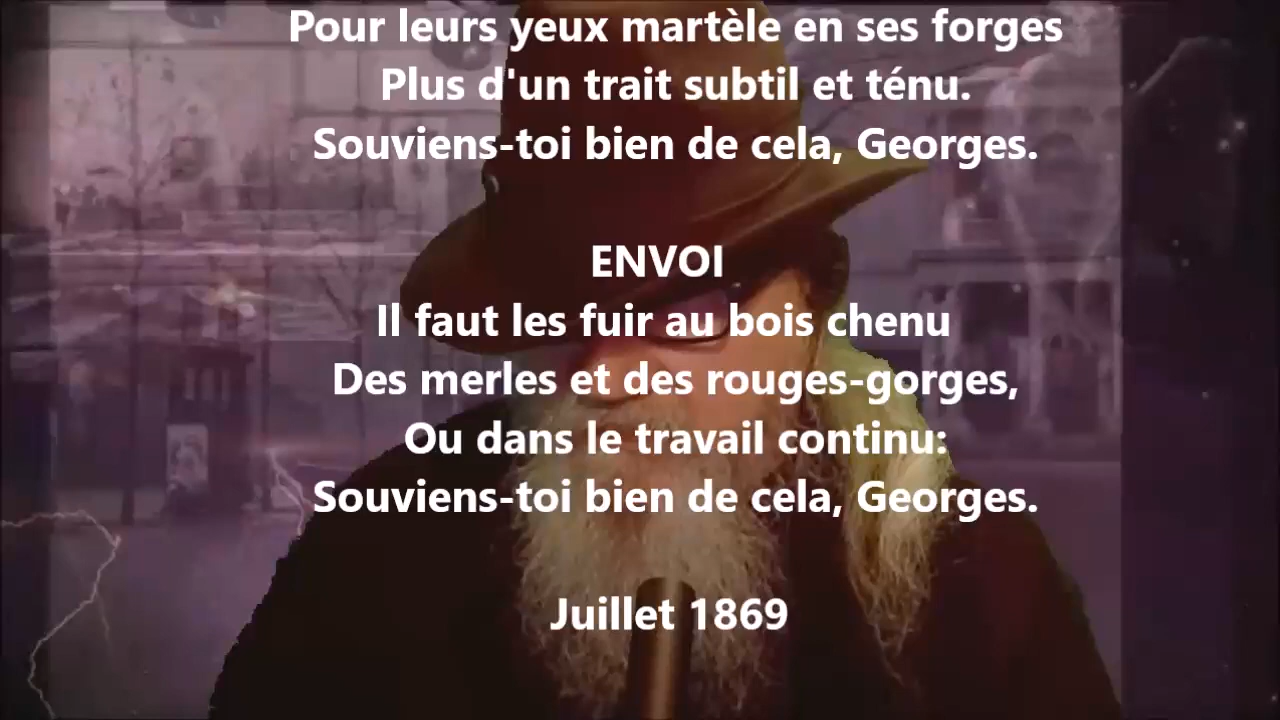 Pour leurs yeux martèle en ses forges
Plus d'un trait subtil et ténu.
Souviens-toi bien de cela, Georges.
ENVOI
Il faut les fuir au bois chenu
Des merles et des rouges-gorges,
Ou dans le travail continu:
Souviens-toi bien de cela, Georges.
Juillet 1869